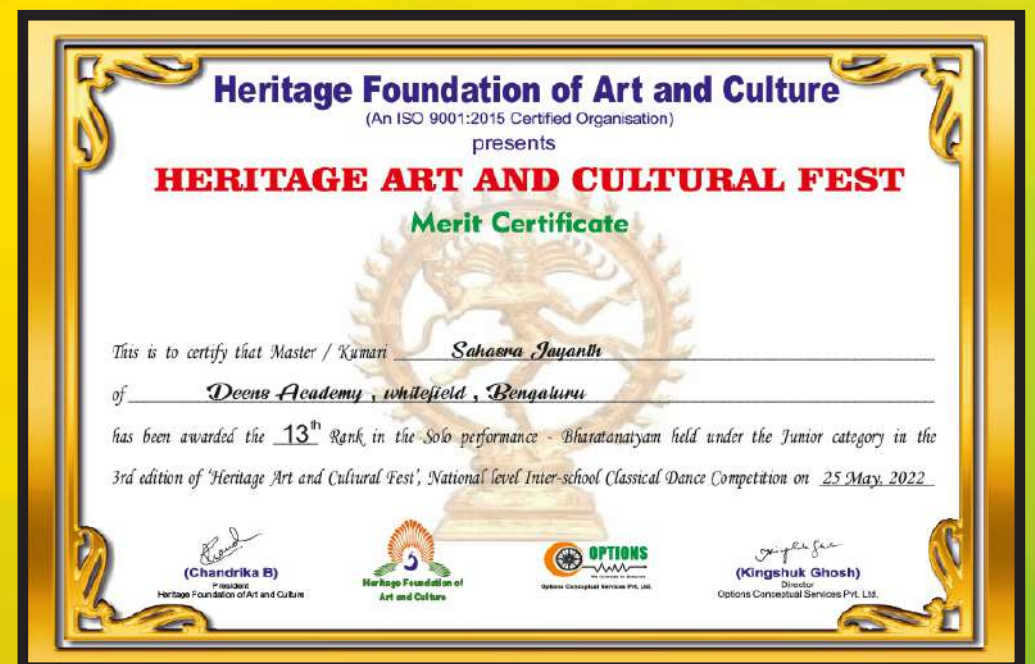 Heritage Foundation of Art and Culture
(An ISO 9001:2015 Certified Organisation)
presents
HERITAGE ART AND CULTURAL FEST
Merit Certificate
This is to certify that Master / Kumari Sahasra Jayanth
of Deens Academy , whitefield , Bengaluru
has been awarded the 13th Rank in the Solo performance - Bharatanatyam held under the Junior category in the
3rd edition of 'Heritage Art and Cultural Fest', National level Inter-school Classical Dance Competition on 25 May, 2022
(Chandrika B)
President
Heritage Foundation of Art and Culture
Heritage Foundation of
Art and Culture
OPTIONS
Options Conceptual Services Pvt. Ltd.
(Kingshuk Ghosh)
Director
Options Conseptual Services Pvt. Ltd.